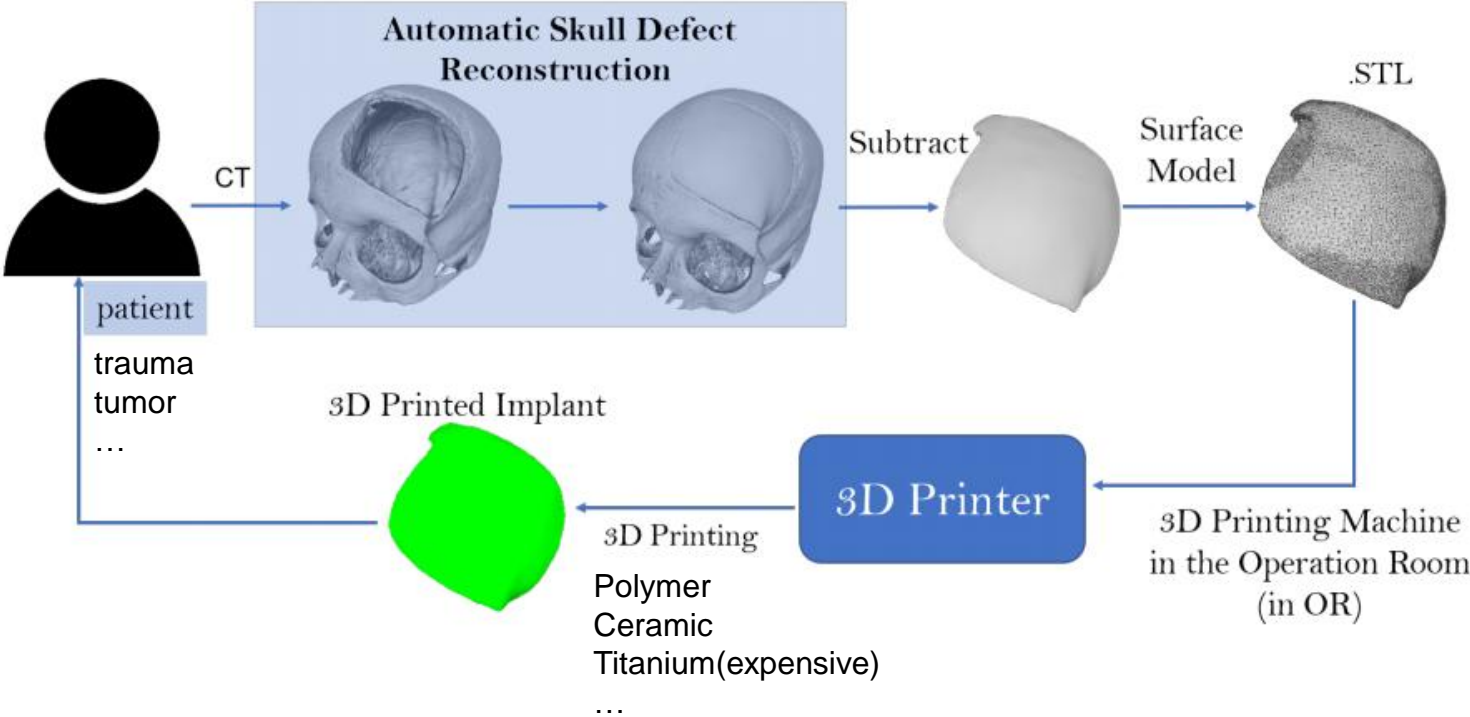 Automatic Skull Defect
Reconstruction
.STL
CT
Subtract
Surface
Model
patient
trauma
tumor
…
3D Printed Implant
3D Printer
3D Printing
Polymer
Ceramic
Titanium(expensive)
…
3D Printing Machine
in the Operation Room
(in OR)